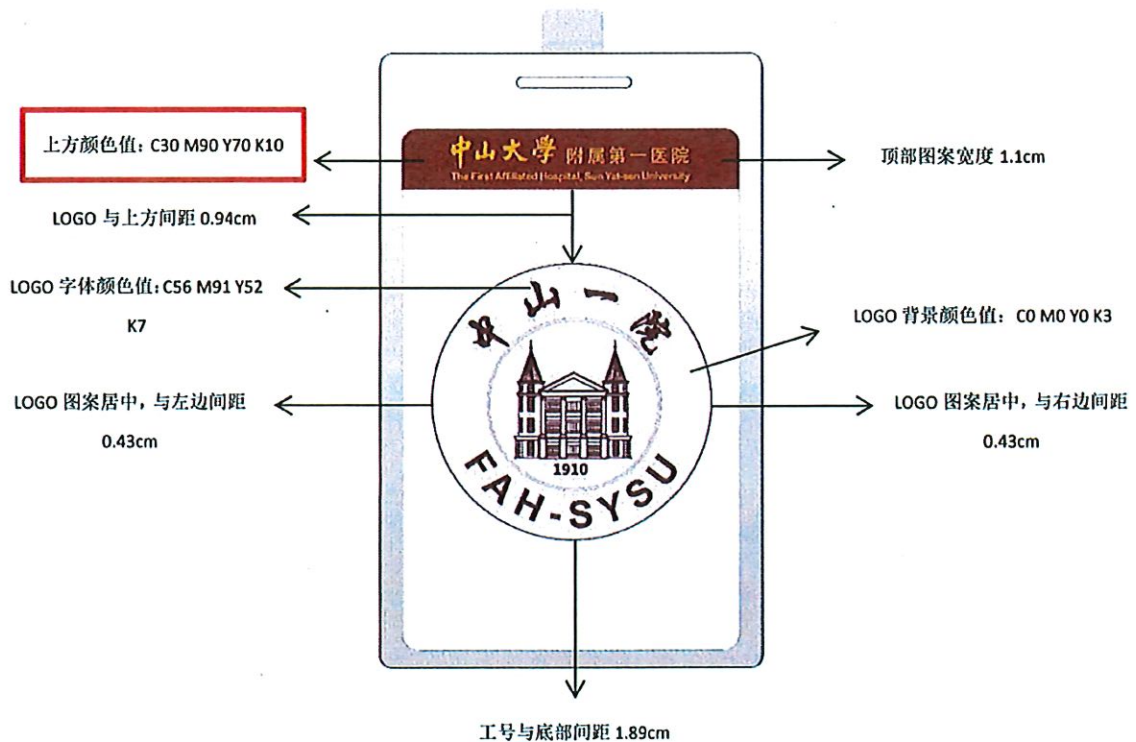 上方颜色值：C30 M90 Y70 K10
中山大学 附属第一医院
The First Affiliated Hospital, Sun Yat-sen University
顶部图案宽度 1.1cm
LOGO 与上方间距 0.94cm
LOGO 字体颜色值：C56 M91 Y52
K7
中山一院
LOGO 背景颜色值： C0 M0 Y0 K3
LOGO 图案居中，与左边间距
0.43cm
LOGO 图案居中，与右边间距
0.43cm
1910
FAH-SYSU
工号与底部间距 1.89cm